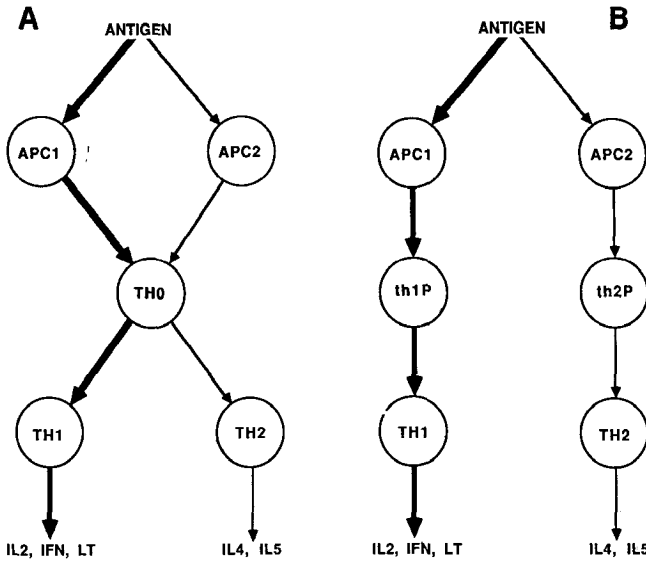 A
ANTIGEN
APC1
APC2
TH0
TH1
TH2
IL2, IFN, LT
IL4, IL5
B
ANTIGEN
APC1
APC2
th1P
th2P
TH1
TH2
IL2, IFN, LT
IL4, IL5